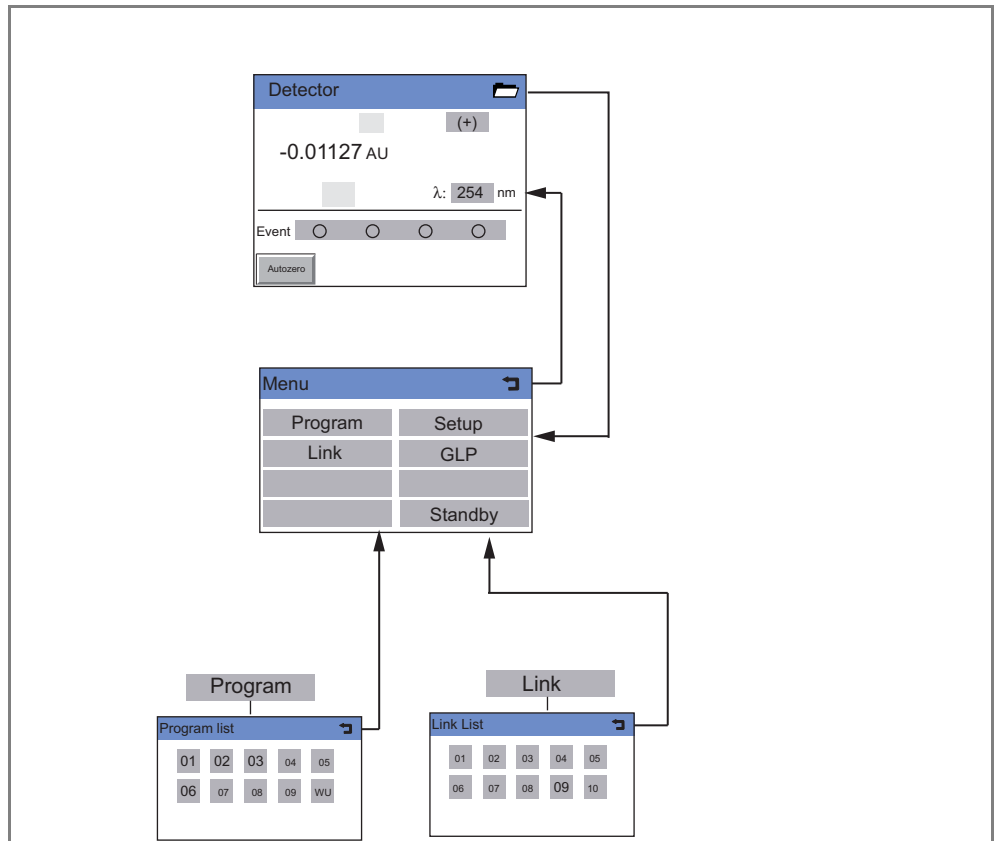 Detector
(+)
-0.01127 AU
λ: 254 nm
Event
Autozero
Menu
Program Setup
Link GLP
Standby
Program
Link
Program list
01 02 03 04 05
06 07 08 09 WU
Link List
01 02 03 04 05
06 07 08 09 10